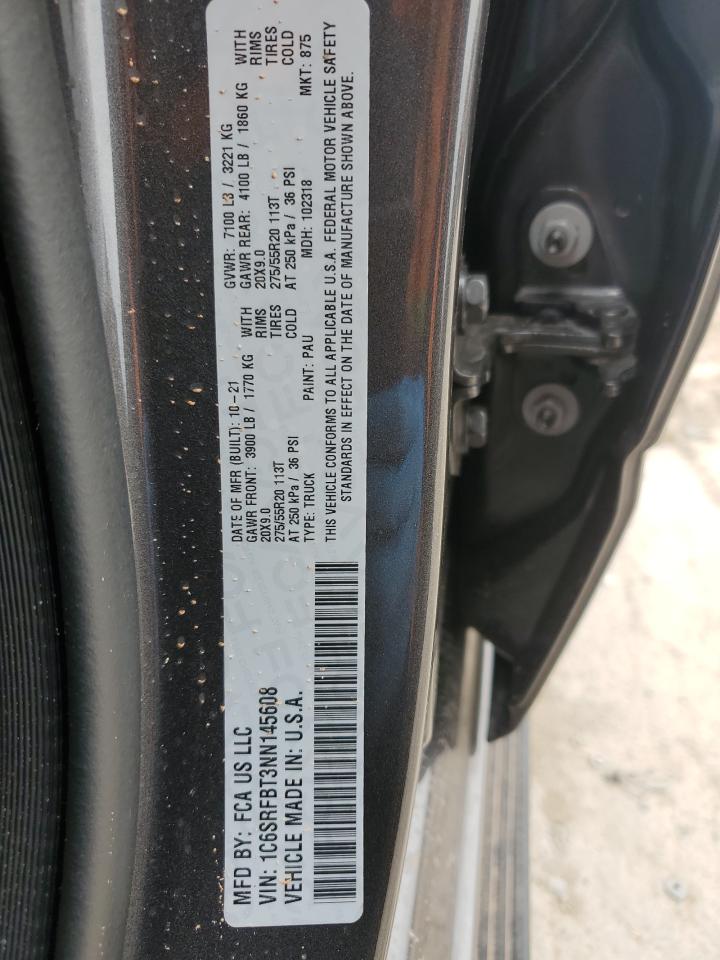 MFD BY: FCA US LLC
DATE OF MFR (BUILT): 10-21
GVWR: 7100 LB / 3221 KG
GAWR FRONT: 3900 LB / 1770 KG WITH
GAWR REAR: 4100 LB / 1860 KG WITH
20X9.0 RIMS
20X9.0 RIMS
275/55R20 113T TIRES
275/55R20 113T TIRES
AT 250 kPa / 36 PSI COLD
AT 250 kPa / 36 PSI COLD
VIN: 1C6SRFBT3NN145608
TYPE: TRUCK PAINT: PAU MDH: 102318 MKT: 875
VEHICLE MADE IN: U.S.A.
THIS VEHICLE CONFORMS TO ALL APPLICABLE U.S.A. FEDERAL MOTOR VEHICLE SAFETY
STANDARDS IN EFFECT ON THE DATE OF MANUFACTURE SHOWN ABOVE.